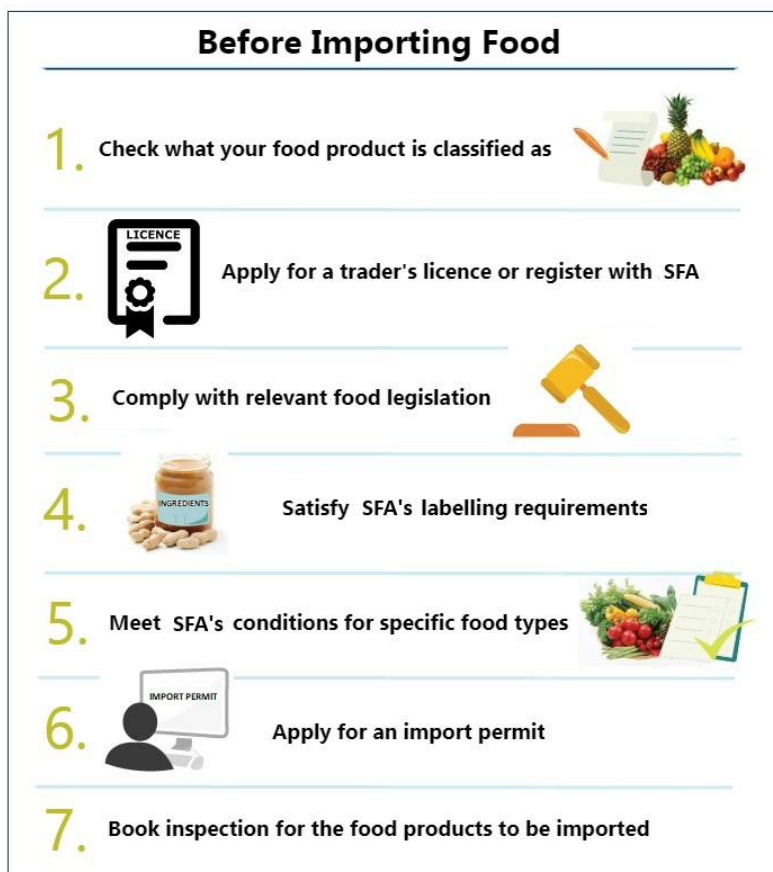 Before Importing Food
1. Check what your food product is classified as
LICENCE
2. Apply for a trader's licence or register with SFA
3. Comply with relevant food legislation
INGREDIENTS
4. Satisfy SFA's labelling requirements
5. Meet SFA's conditions for specific food types
IMPORT PERMIT
6. Apply for an import permit
7. Book inspection for the food products to be imported